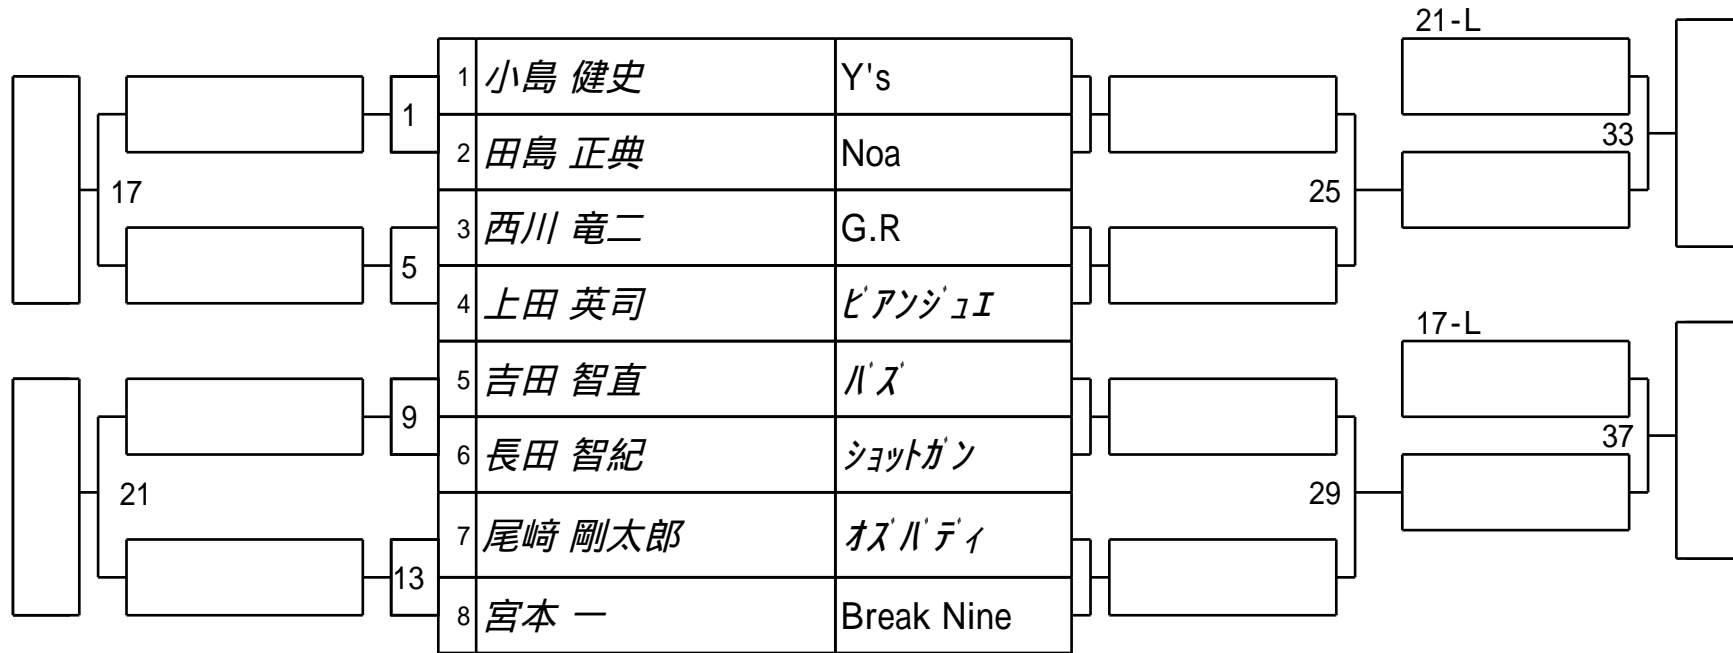 21-L
1 小島 健史 Y's
1
33
2 田島 正典 Noa
17
25
3 西川 竜二 G.R
5
4 上田 英司 ﾋﾞｱﾝｼﾞｭｴ
17-L
5 吉田 智直 ﾊﾞｽﾞ
9
37
6 長田 智紀 ｼｮｯﾄｶﾞﾝ
21
29
7 尾﨑 剛太郎 ｵｽﾞﾊﾞﾃﾞｨ
13
8 宮本 一 Break Nine